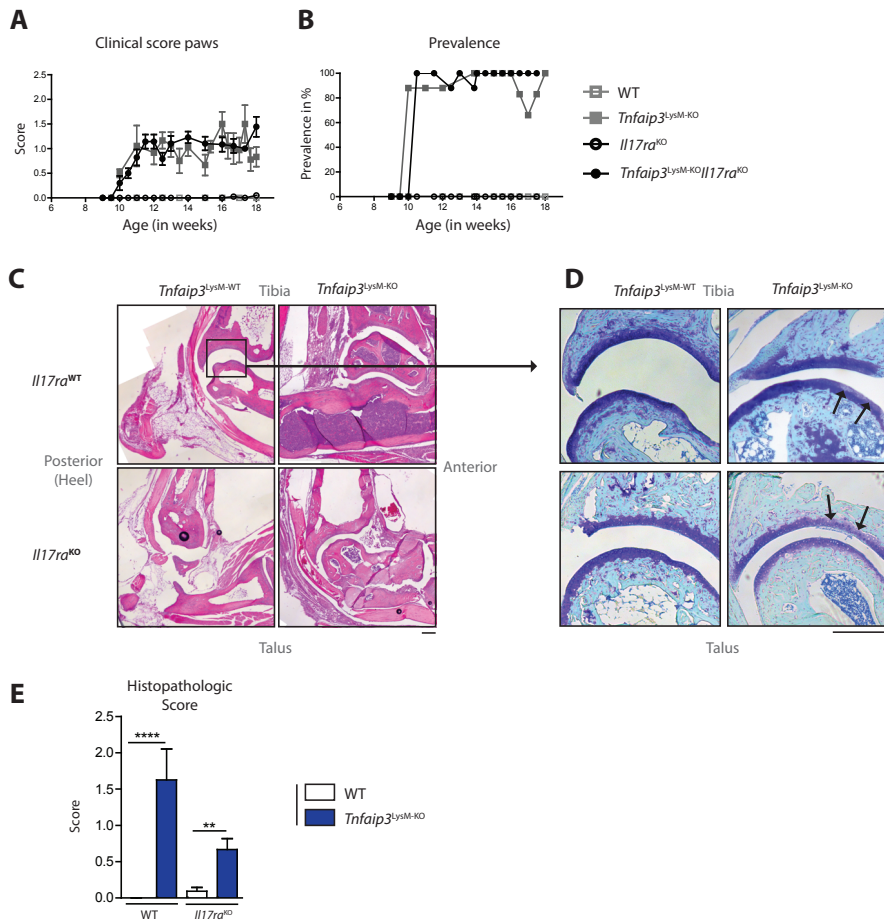 A
Clinical score paws
2.5
2.0
1.5
1.0
0.5
0.0
Score
6 8 10 12 14 16 18
Age (in weeks)
B
Prevalence
100
80
60
40
20
0
Prevalence in %
6 8 10 12 14 16 18
Age (in weeks)
WT
Tnfaip3LysM-KO
Il17raKO
Tnfaip3LysM-KOIl17raKO
C
Tnfaip3LysM-WT Tibia Tnfaip3LysM-KO
Il17raWT
Posterior
(Heel)
Anterior
Il17raKO
Talus
D
Tnfaip3LysM-WT Tibia Tnfaip3LysM-KO
Talus
E
Histopathologic
Score
2.5
2.0
1.5
1.0
0.5
0.0
Score
****
**
WT Il17raKO
WT
Tnfaip3LysM-KO